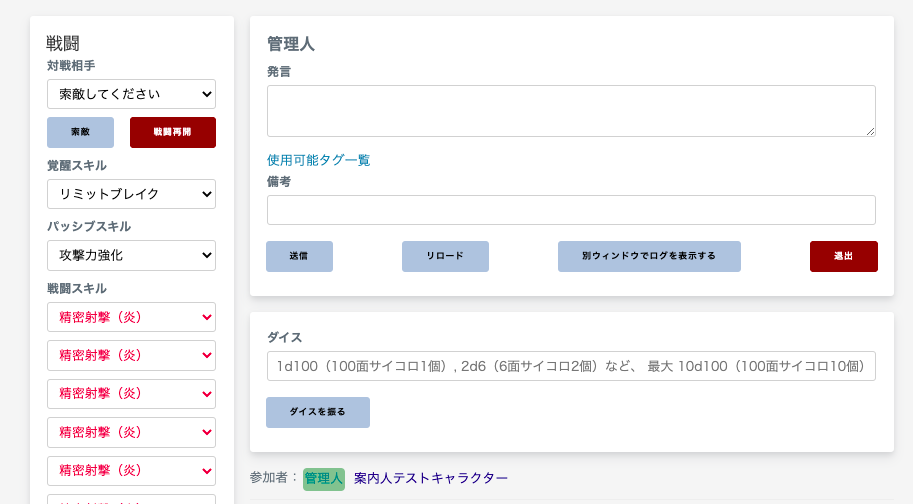 戦闘
対戦相手
索敵してください
索敵
戦闘再開
覚醒スキル
リミットブレイク
パッシブスキル
攻撃力強化
戦闘スキル
精密射撃（炎）
精密射撃（炎）
精密射撃（炎）
精密射撃（炎）
精密射撃（炎）
管理人
発言
使用可能タグ一覧
備考
送信
リロード
別ウィンドウでログを表示する
退出
ダイス
1d100（100面サイコロ1個）, 2d6（6面サイコロ2個）など、 最大 10d100（100面サイコロ10個）
ダイスを振る
参加者： 管理人 案内人テストキャラクター